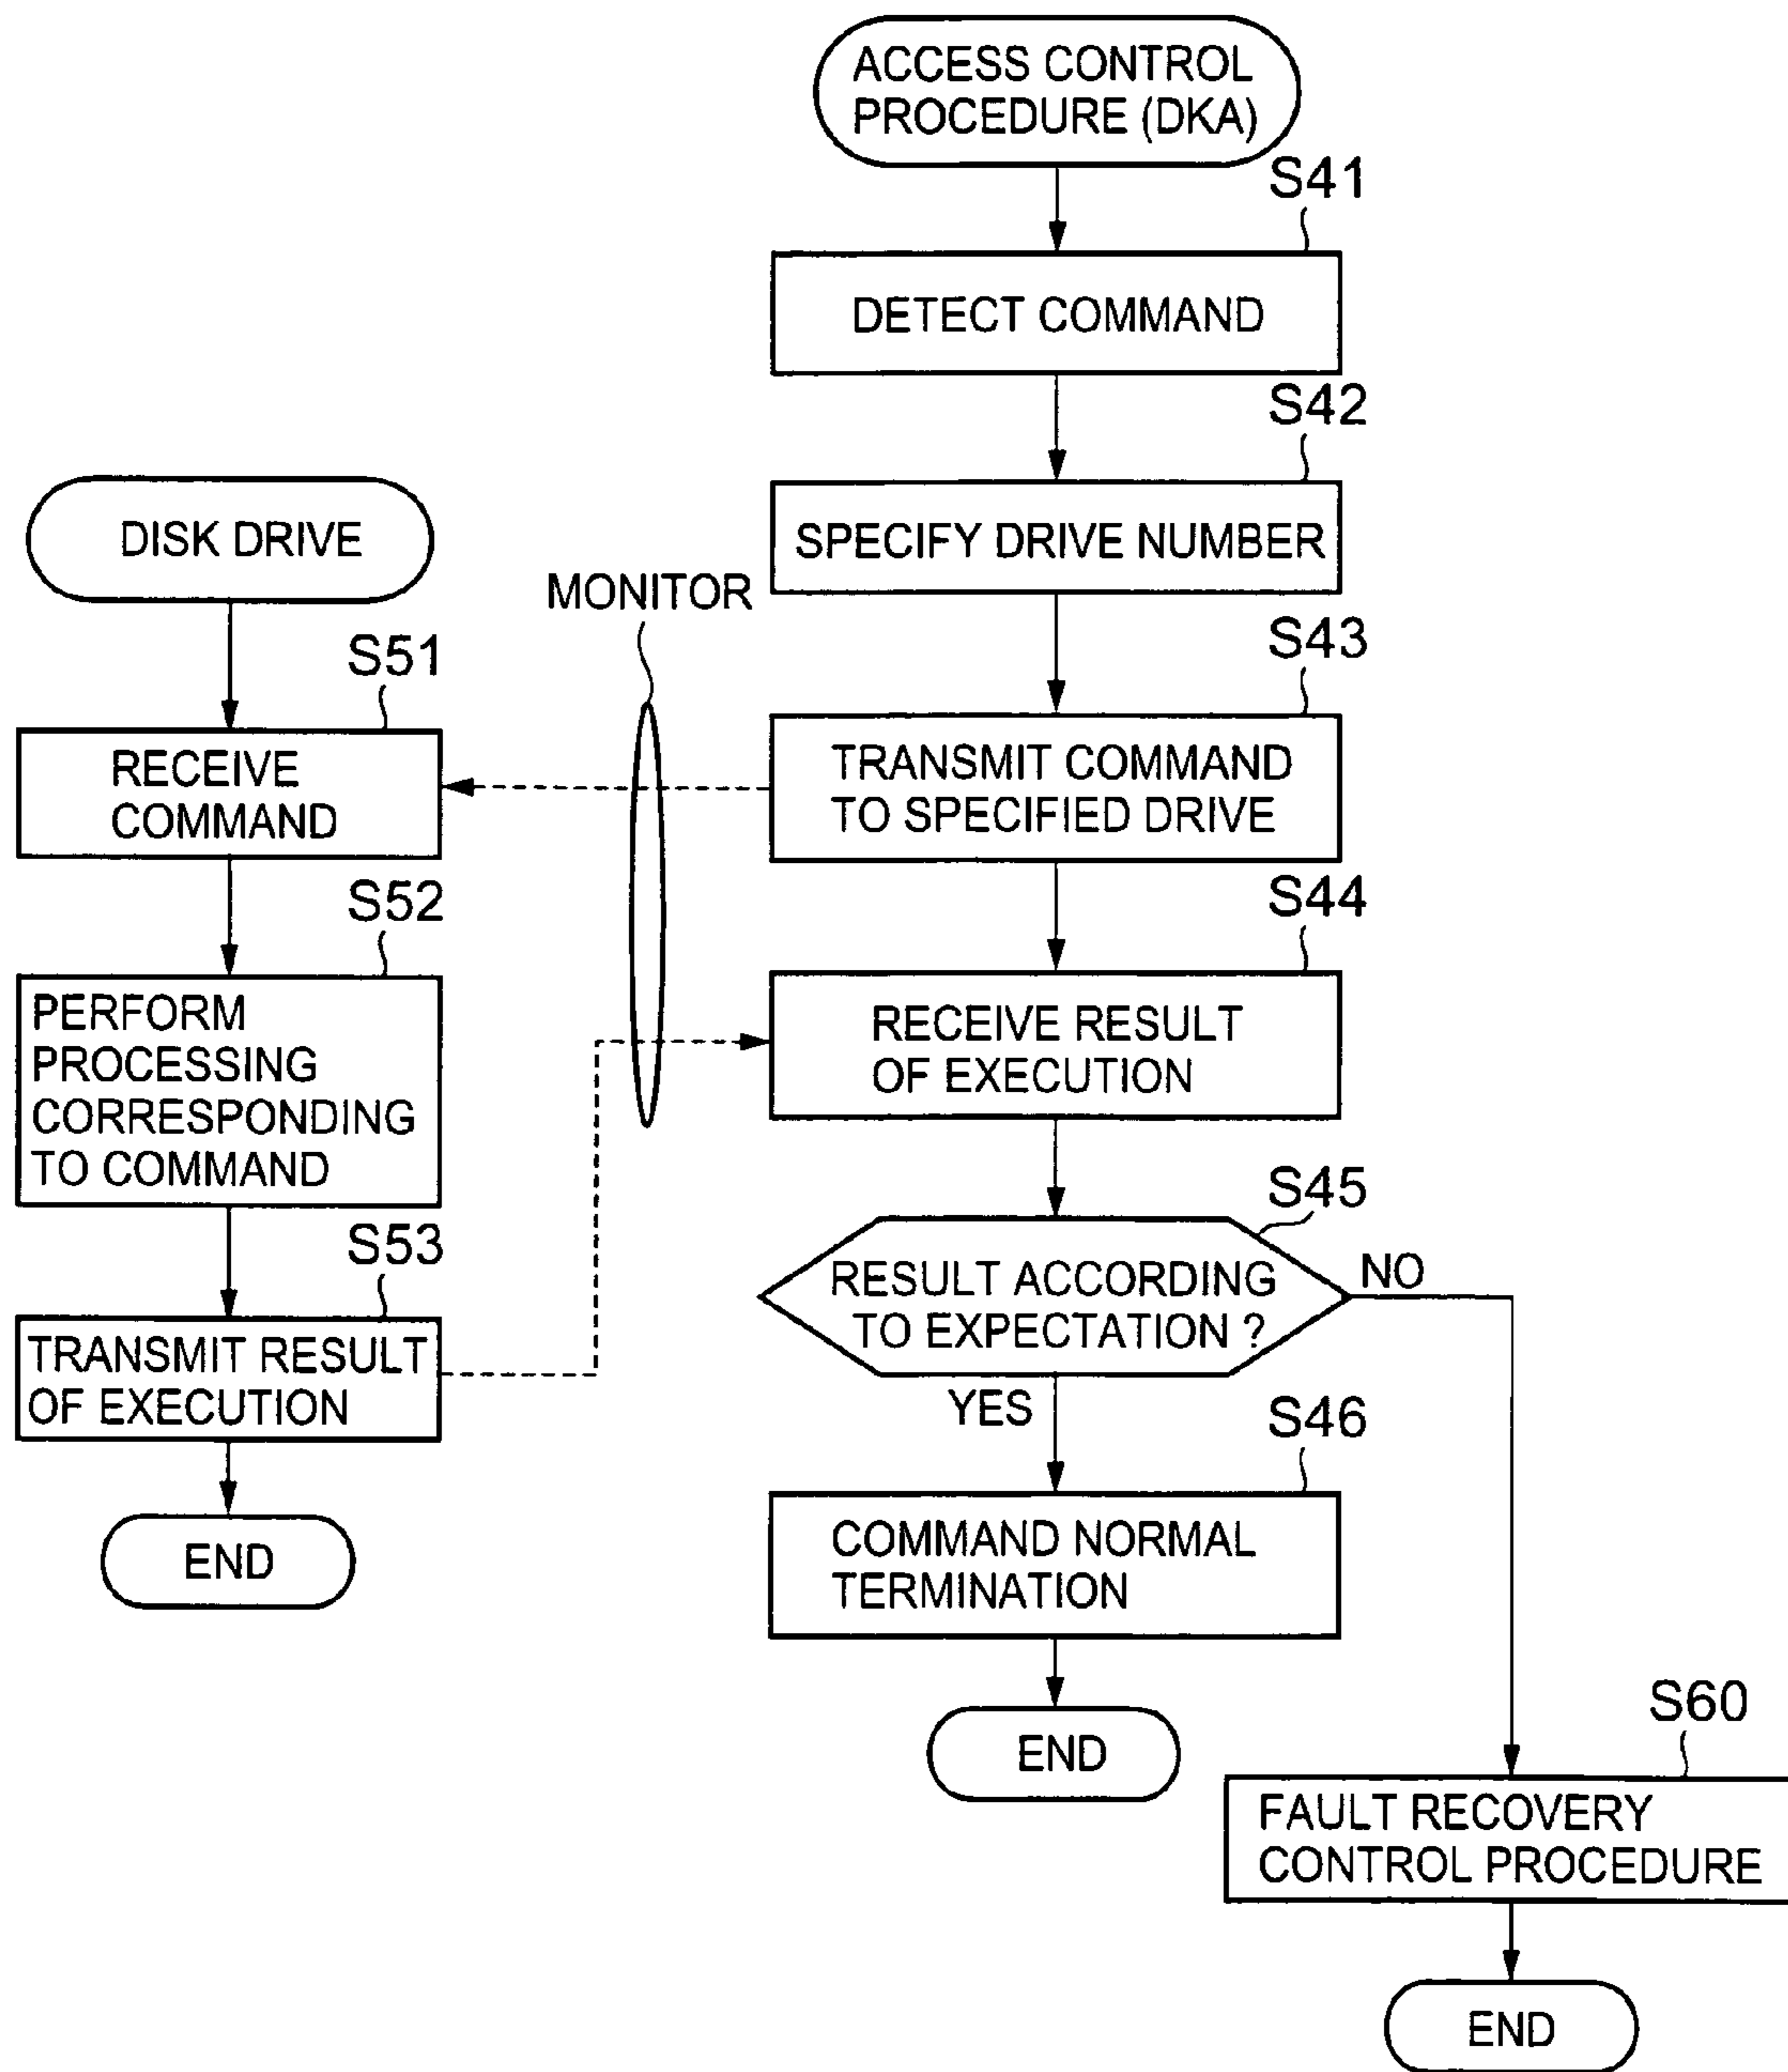 ACCESS CONTROL
PROCEDURE (DKA)
S41
DETECT COMMAND
S42
SPECIFY DRIVE NUMBER
DISK DRIVE
MONITOR
S43
S51
TRANSMIT COMMAND
TO SPECIFIED DRIVE
RECEIVE
COMMAND
S44
S52
RECEIVE RESULT
OF EXECUTION
PERFORM
PROCESSING
CORRESPONDING
TO COMMAND
S45
RESULT ACCORDING
TO EXPECTATION ?
NO
YES
S53
TRANSMIT RESULT
OF EXECUTION
END
S46
COMMAND NORMAL
TERMINATION
END
S60
FAULT RECOVERY
CONTROL PROCEDURE
END